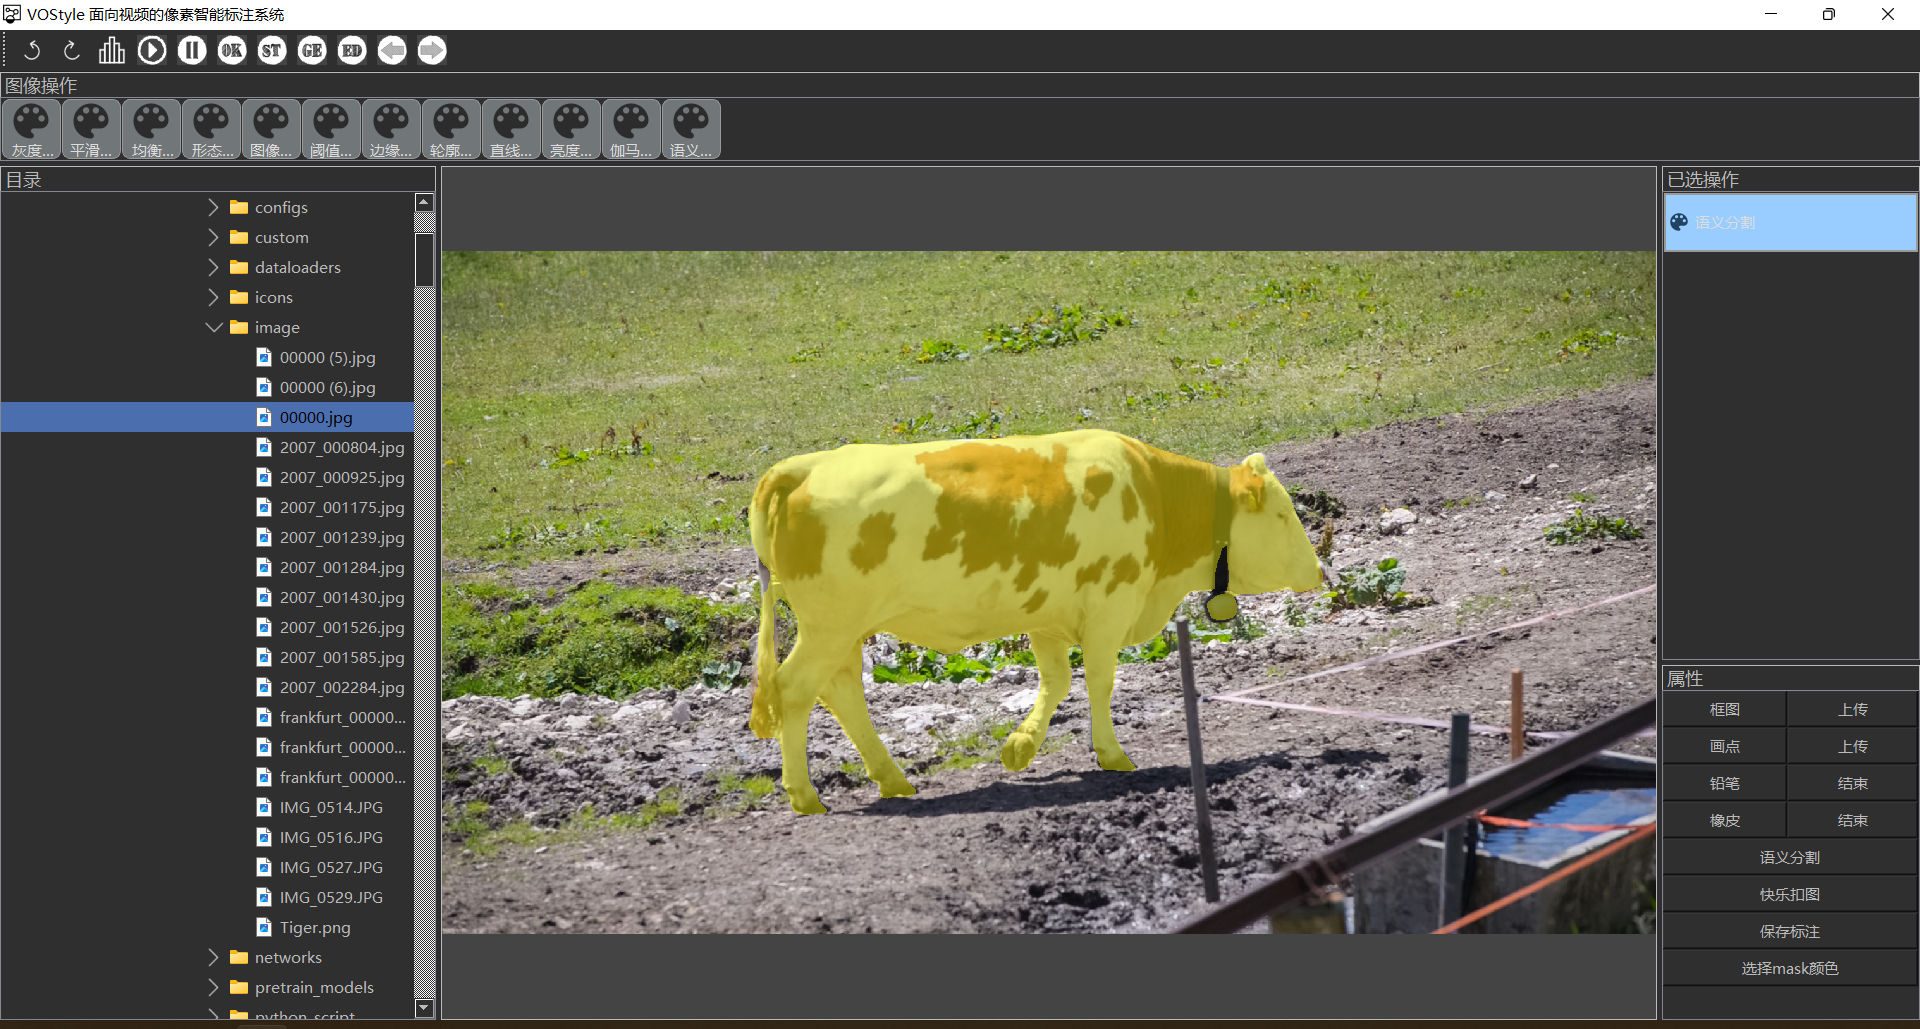 VOStyle 面向视频的像素智能标注系统
OK ST GE ED
图像操作
灰度... 平滑... 均衡... 形态... 图像... 阈值... 边缘... 轮廓... 直线... 亮度... 伽马... 语义...
目录
configs
custom
dataloaders
icons
image
00000 (5).jpg
00000 (6).jpg
00000.jpg
2007_000804.jpg
2007_000925.jpg
2007_001175.jpg
2007_001239.jpg
2007_001284.jpg
2007_001430.jpg
2007_001526.jpg
2007_001585.jpg
2007_002284.jpg
frankfurt_00000...
frankfurt_00000...
frankfurt_00000...
IMG_0514.JPG
IMG_0516.JPG
IMG_0527.JPG
IMG_0529.JPG
Tiger.png
networks
pretrain_models
python_script
已选操作
语义分割
属性
框图 上传
画点 上传
铅笔 结束
橡皮 结束
语义分割
快乐扣图
保存标注
选择mask颜色